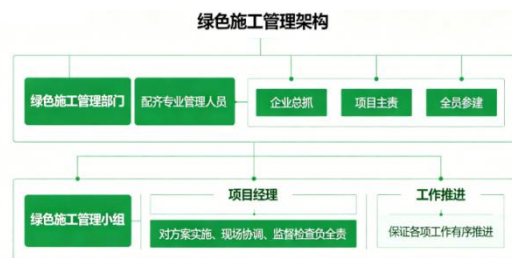 绿色施工管理架构
绿色施工管理部门
配齐专业管理人员
企业总抓
项目主责
全员参建
绿色施工管理小组
项目经理
对方案实施、现场协调、监督检查负全责
工作推进
保证各项工作有序推进